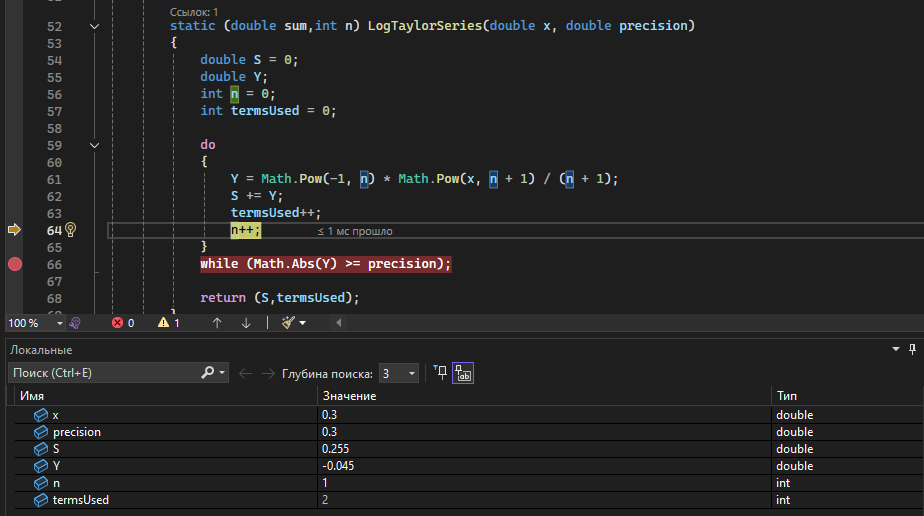 Ссылок: 1
52 static (double sum,int n) LogTaylorSeries(double x, double precision)
53 {
54 double S = 0;
55 double Y;
56 int n = 0;
57 int termsUsed = 0;
58
59 do
60 {
61 Y = Math.Pow(-1, n) * Math.Pow(x, n + 1) / (n + 1);
62 S += Y;
63 termsUsed++;
64 n++; ≤ 1 мс прошло
65 }
66 while (Math.Abs(Y) >= precision);
67
68 return (S,termsUsed);
100 % 0 1
Локальные
Поиск (Ctrl+E) Глубина поиска: 3
Имя Значение Тип
x 0.3 double
precision 0.3 double
S 0.255 double
Y -0.045 double
n 1 int
termsUsed 2 int